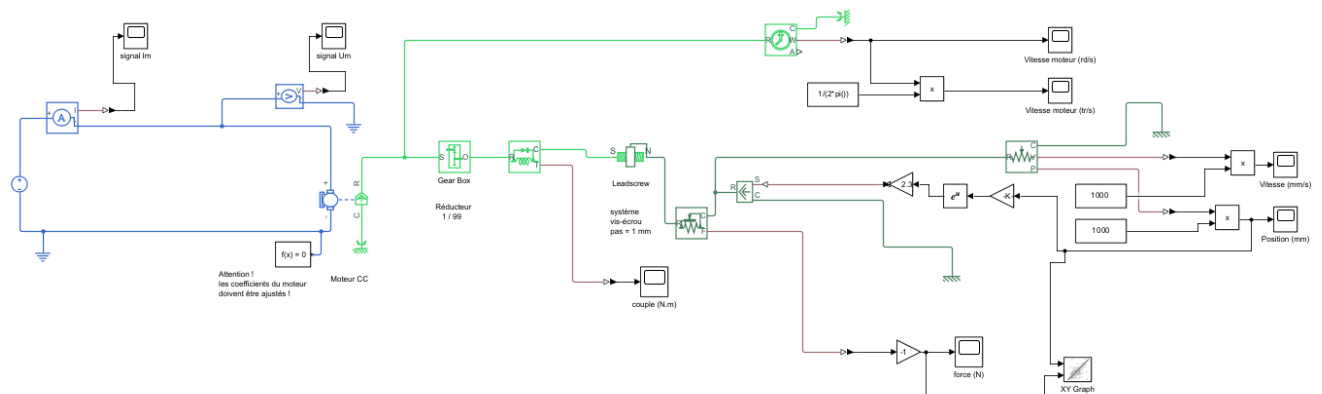 signal Im
signal Um
Vitesse moteur (rd/s)
1/(2*pi())
x
Vitesse moteur (tr/s)
I
V
A
+
-
R
C
W
A
S
O
Gear Box
Réducteur
1 / 99
R
C
T
S
N
Leadscrew
système
vis-écrou
pas = 1 mm
R
C
F
R
S
C
2.3
e^u
-K
R
C
V
P
1000
x
Vitesse (mm/s)
1000
x
Position (mm)
f(x) = 0
Attention !
les coefficients du moteur
doivent être ajustés !
Moteur CC
couple (N.m)
-1
force (N)
XY Graph